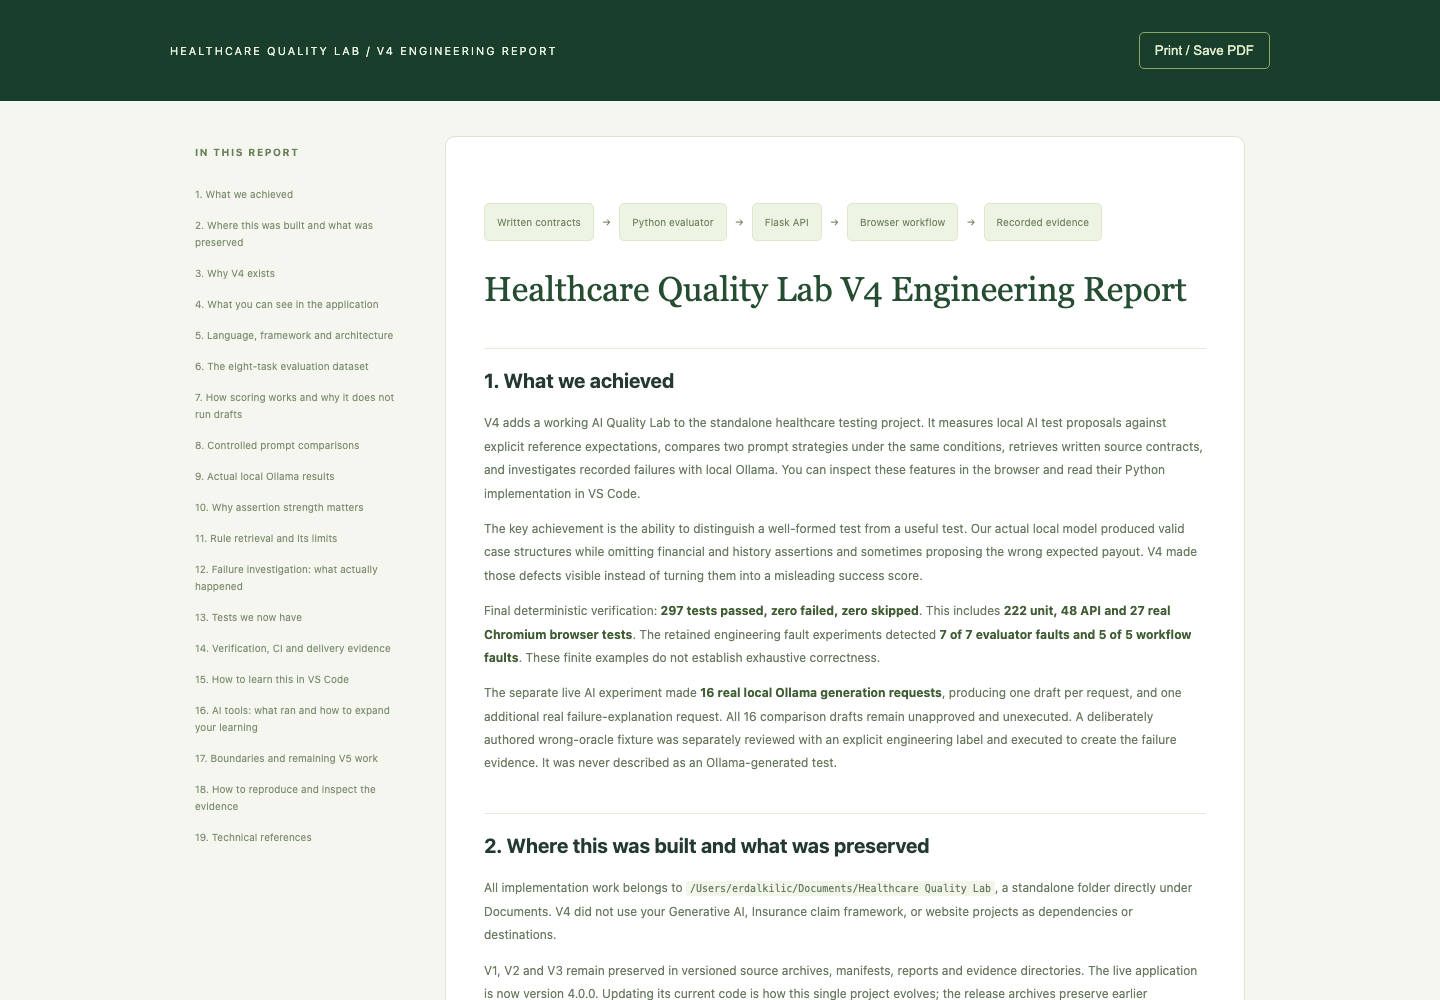 HEALTHCARE QUALITY LAB / V4 ENGINEERING REPORT
Print / Save PDF
IN THIS REPORT
1. What we achieved
2. Where this was built and what was
preserved
3. Why V4 exists
4. What you can see in the application
5. Language, framework and architecture
6. The eight-task evaluation dataset
7. How scoring works and why it does not
run drafts
8. Controlled prompt comparisons
9. Actual local Ollama results
10. Why assertion strength matters
11. Rule retrieval and its limits
12. Failure investigation: what actually
happened
13. Tests we now have
14. Verification, CI and delivery evidence
15. How to learn this in VS Code
16. AI tools: what ran and how to expand
your learning
17. Boundaries and remaining V5 work
18. How to reproduce and inspect the
evidence
19. Technical references
Written contracts → Python evaluator → Flask API → Browser workflow → Recorded evidence
Healthcare Quality Lab V4 Engineering Report
1. What we achieved
V4 adds a working AI Quality Lab to the standalone healthcare testing project. It measures local AI test proposals against
explicit reference expectations, compares two prompt strategies under the same conditions, retrieves written source contracts,
and investigates recorded failures with local Ollama. You can inspect these features in the browser and read their Python
implementation in VS Code.
The key achievement is the ability to distinguish a well-formed test from a useful test. Our actual local model produced valid
case structures while omitting financial and history assertions and sometimes proposing the wrong expected payout. V4 made
those defects visible instead of turning them into a misleading success score.
Final deterministic verification: 297 tests passed, zero failed, zero skipped. This includes 222 unit, 48 API and 27 real
Chromium browser tests. The retained engineering fault experiments detected 7 of 7 evaluator faults and 5 of 5 workflow
faults. These finite examples do not establish exhaustive correctness.
The separate live AI experiment made 16 real local Ollama generation requests, producing one draft per request, and one
additional real failure-explanation request. All 16 comparison drafts remain unapproved and unexecuted. A deliberately
authored wrong-oracle fixture was separately reviewed with an explicit engineering label and executed to create the failure
evidence. It was never described as an Ollama-generated test.
2. Where this was built and what was preserved
All implementation work belongs to /Users/erdalkilic/Documents/Healthcare Quality Lab, a standalone folder directly under
Documents. V4 did not use your Generative AI, Insurance claim framework, or website projects as dependencies or
destinations.
V1, V2 and V3 remain preserved in versioned source archives, manifests, reports and evidence directories. The live application
is now version 4.0.0. Updating its current code is how this single project evolves; the release archives preserve earlier